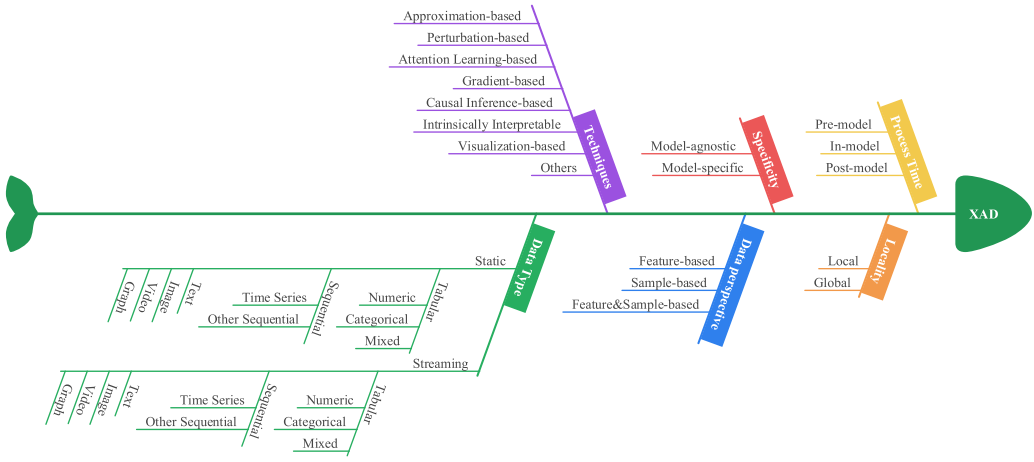 Approximation-based
Perturbation-based
Attention Learning-based
Gradient-based
Causal Inference-based
Intrinsically Interpretable
Visualization-based
Others
Techniques
Model-agnostic
Model-specific
Specificity
Pre-model
In-model
Post-model
Process Time
XAD
Data Type
Static
Graph
Video
Image
Text
Time Series
Other Sequential
Sequential
Numeric
Categorical
Mixed
Tabular
Streaming
Graph
Video
Image
Text
Time Series
Other Sequential
Sequential
Numeric
Categorical
Mixed
Tabular
Feature-based
Sample-based
Feature&Sample-based
Data perspective
Local
Global
Locality